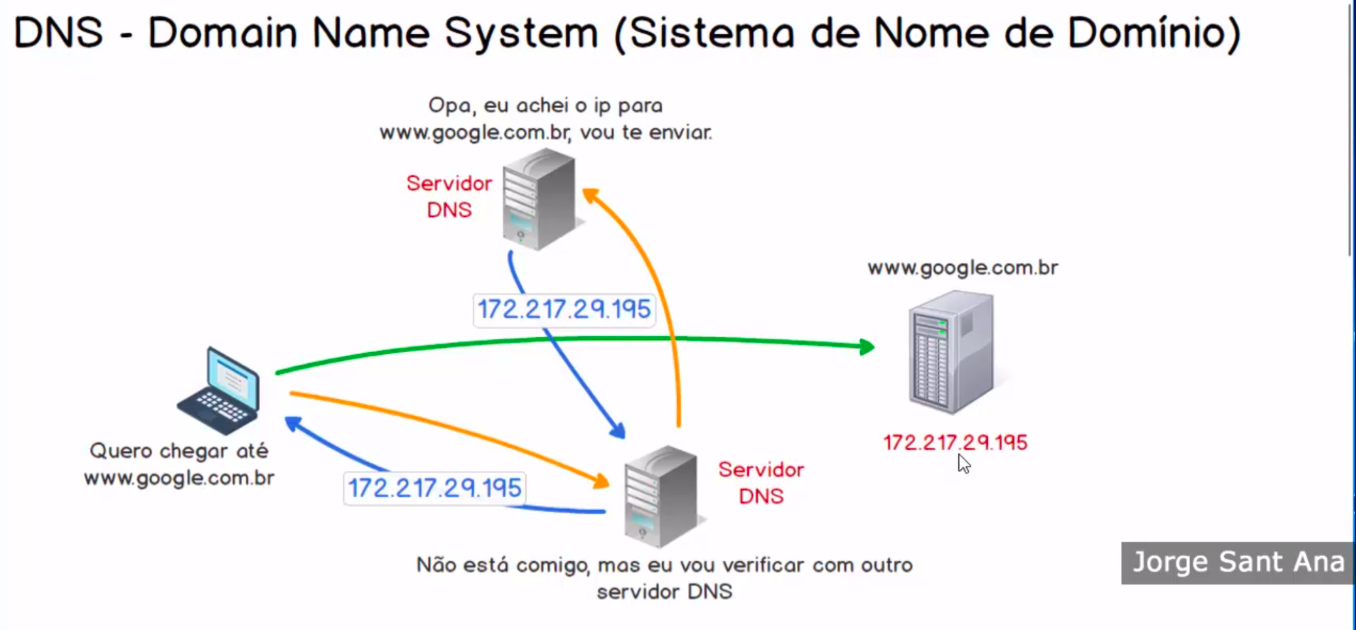 DNS - Domain Name System (Sistema de Nome de Domínio)
Opa, eu achei o ip para
www.google.com.br, vou te enviar.
Servidor
DNS
172.217.29.195
www.google.com.br
172.217.29.195
Quero chegar até
www.google.com.br
172.217.29.195
Servidor
DNS
Não está comigo, mas eu vou verificar com outro
servidor DNS
Jorge Sant Ana